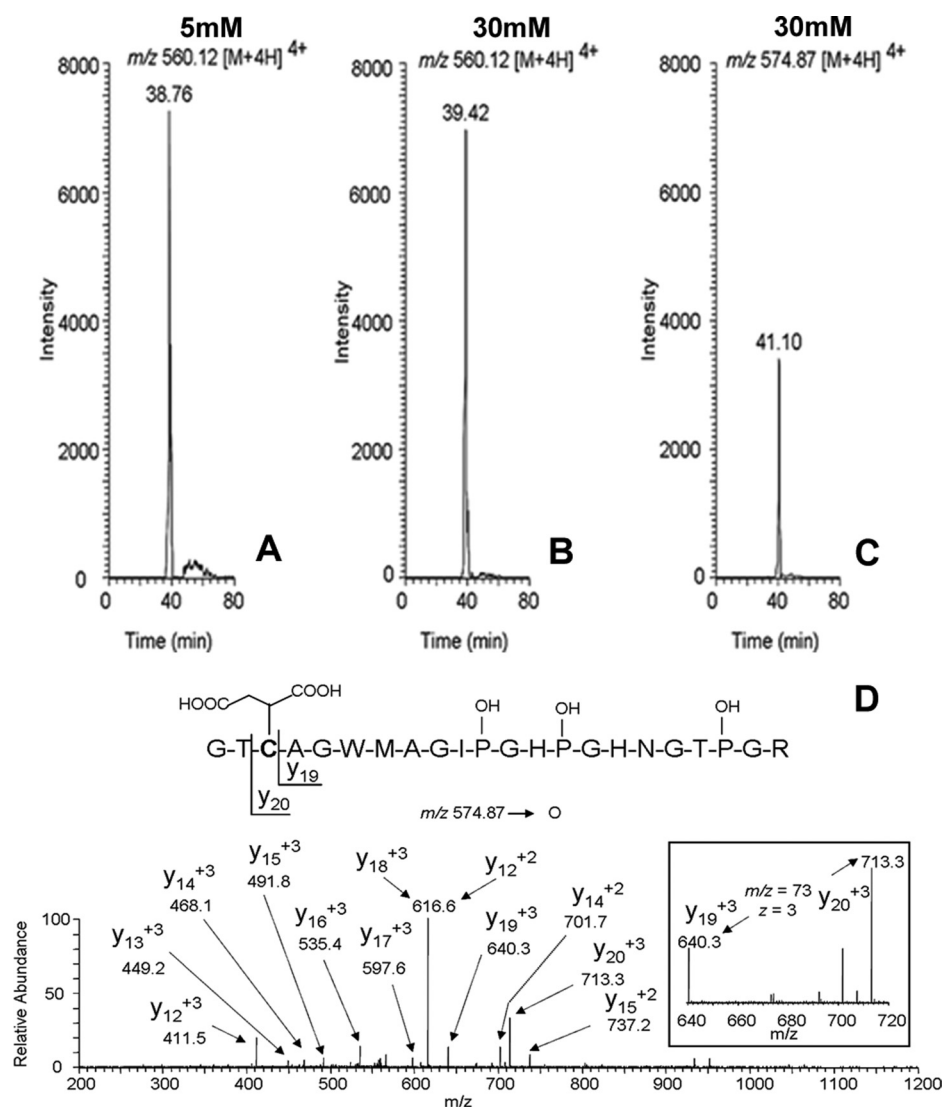 5mM
m/z 560.12 [M+4H] 4+
8000
38.76
6000
4000
2000
0
Intensity
0 40 80
Time (min)
A
30mM
m/z 560.12 [M+4H] 4+
8000
39.42
6000
4000
2000
0
Intensity
0 40 80
Time (min)
B
30mM
m/z 574.87 [M+4H] 4+
8000
6000
4000
41.10
2000
0
Intensity
0 40 80
Time (min)
C
D
HOOC COOH OH OH OH
G-T-C-A-G-W-M-A-G-I-P-G-H-P-G-H-N-G-T-P-G-R
y19
y20
m/z 574.87 → O
y12+3
411.5
y13+3
449.2
y14+3
468.1
y15+3
491.8
y16+3
535.4
y17+3
597.6
y18+3
616.6
y12+2
y19+3
640.3
y14+2
701.7
y20+3
713.3
y15+2
737.2
Relative Abundance
100
50
0
200 300 400 500 600 700 800 900 1000 1100 1200
m/z
713.3
m/z = 73
z = 3
y20+3
y19+3
640.3
640 660 680 700 720
m/z